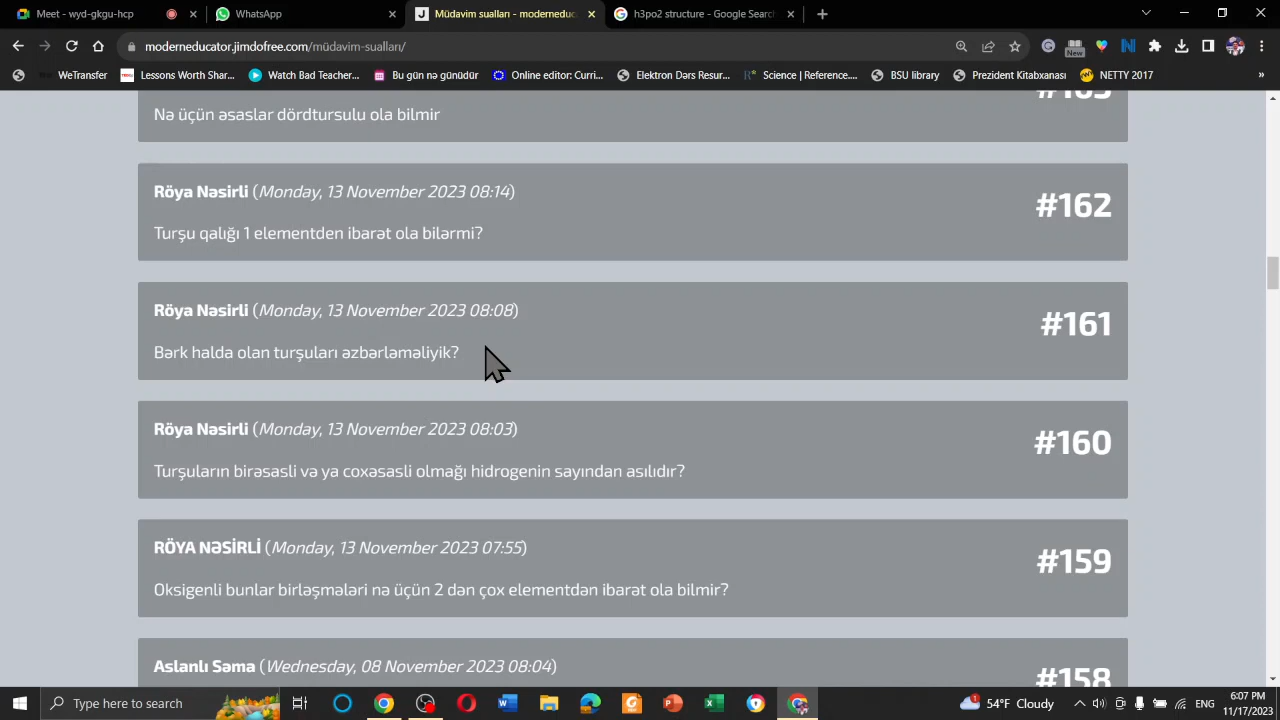 Meet - wyd-gkgu-hcp
WhatsApp
Müdavim sualları - moderneduc
h3po2 structure - Google Search
moderneducator.jimdofree.com/müdavim-sualları/
New
WeTransfer
Lessons Worth Shar...
Watch Bad Teacher...
Bu gün nə günüdür
Online editor: Curri...
Elektron Dərs Resur...
Science | Reference...
BSU library
Prezident Kitabxanası
NETTY 2017
»
#163
Nə üçün əsaslar dördtursulu ola bilmir
Röya Nəsirli (Monday, 13 November 2023 08:14)
#162
Turşu qalığı 1 elementden ibarət ola bilərmi?
Röya Nəsirli (Monday, 13 November 2023 08:08)
#161
Bərk halda olan turşuları əzbərləməliyik?
Röya Nəsirli (Monday, 13 November 2023 08:03)
#160
Turşuların birəsasli və ya coxəsasli olmağı hidrogenin sayından asılıdır?
RÖYA NƏSİRLİ (Monday, 13 November 2023 07:55)
#159
Oksigenli bunlar birləşmələri nə üçün 2 dən çox elementdən ibarət ola bilmir?
Aslanlı Səma (Wednesday, 08 November 2023 08:04)
#158
Type here to search
54°F Cloudy
ENG
6:07 PM
11/17/2023